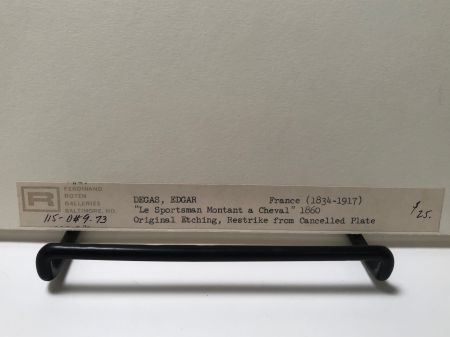 R
FERDINAND
ROTEN
GALLERIES
BALTIMORE, MD.
115- D#9-73
DEGAS, EDGAR France (1834-1917)
"Le Sportsman Montant a Cheval" 1860
Original Etching, Restrike from Cancelled Plate
$25.